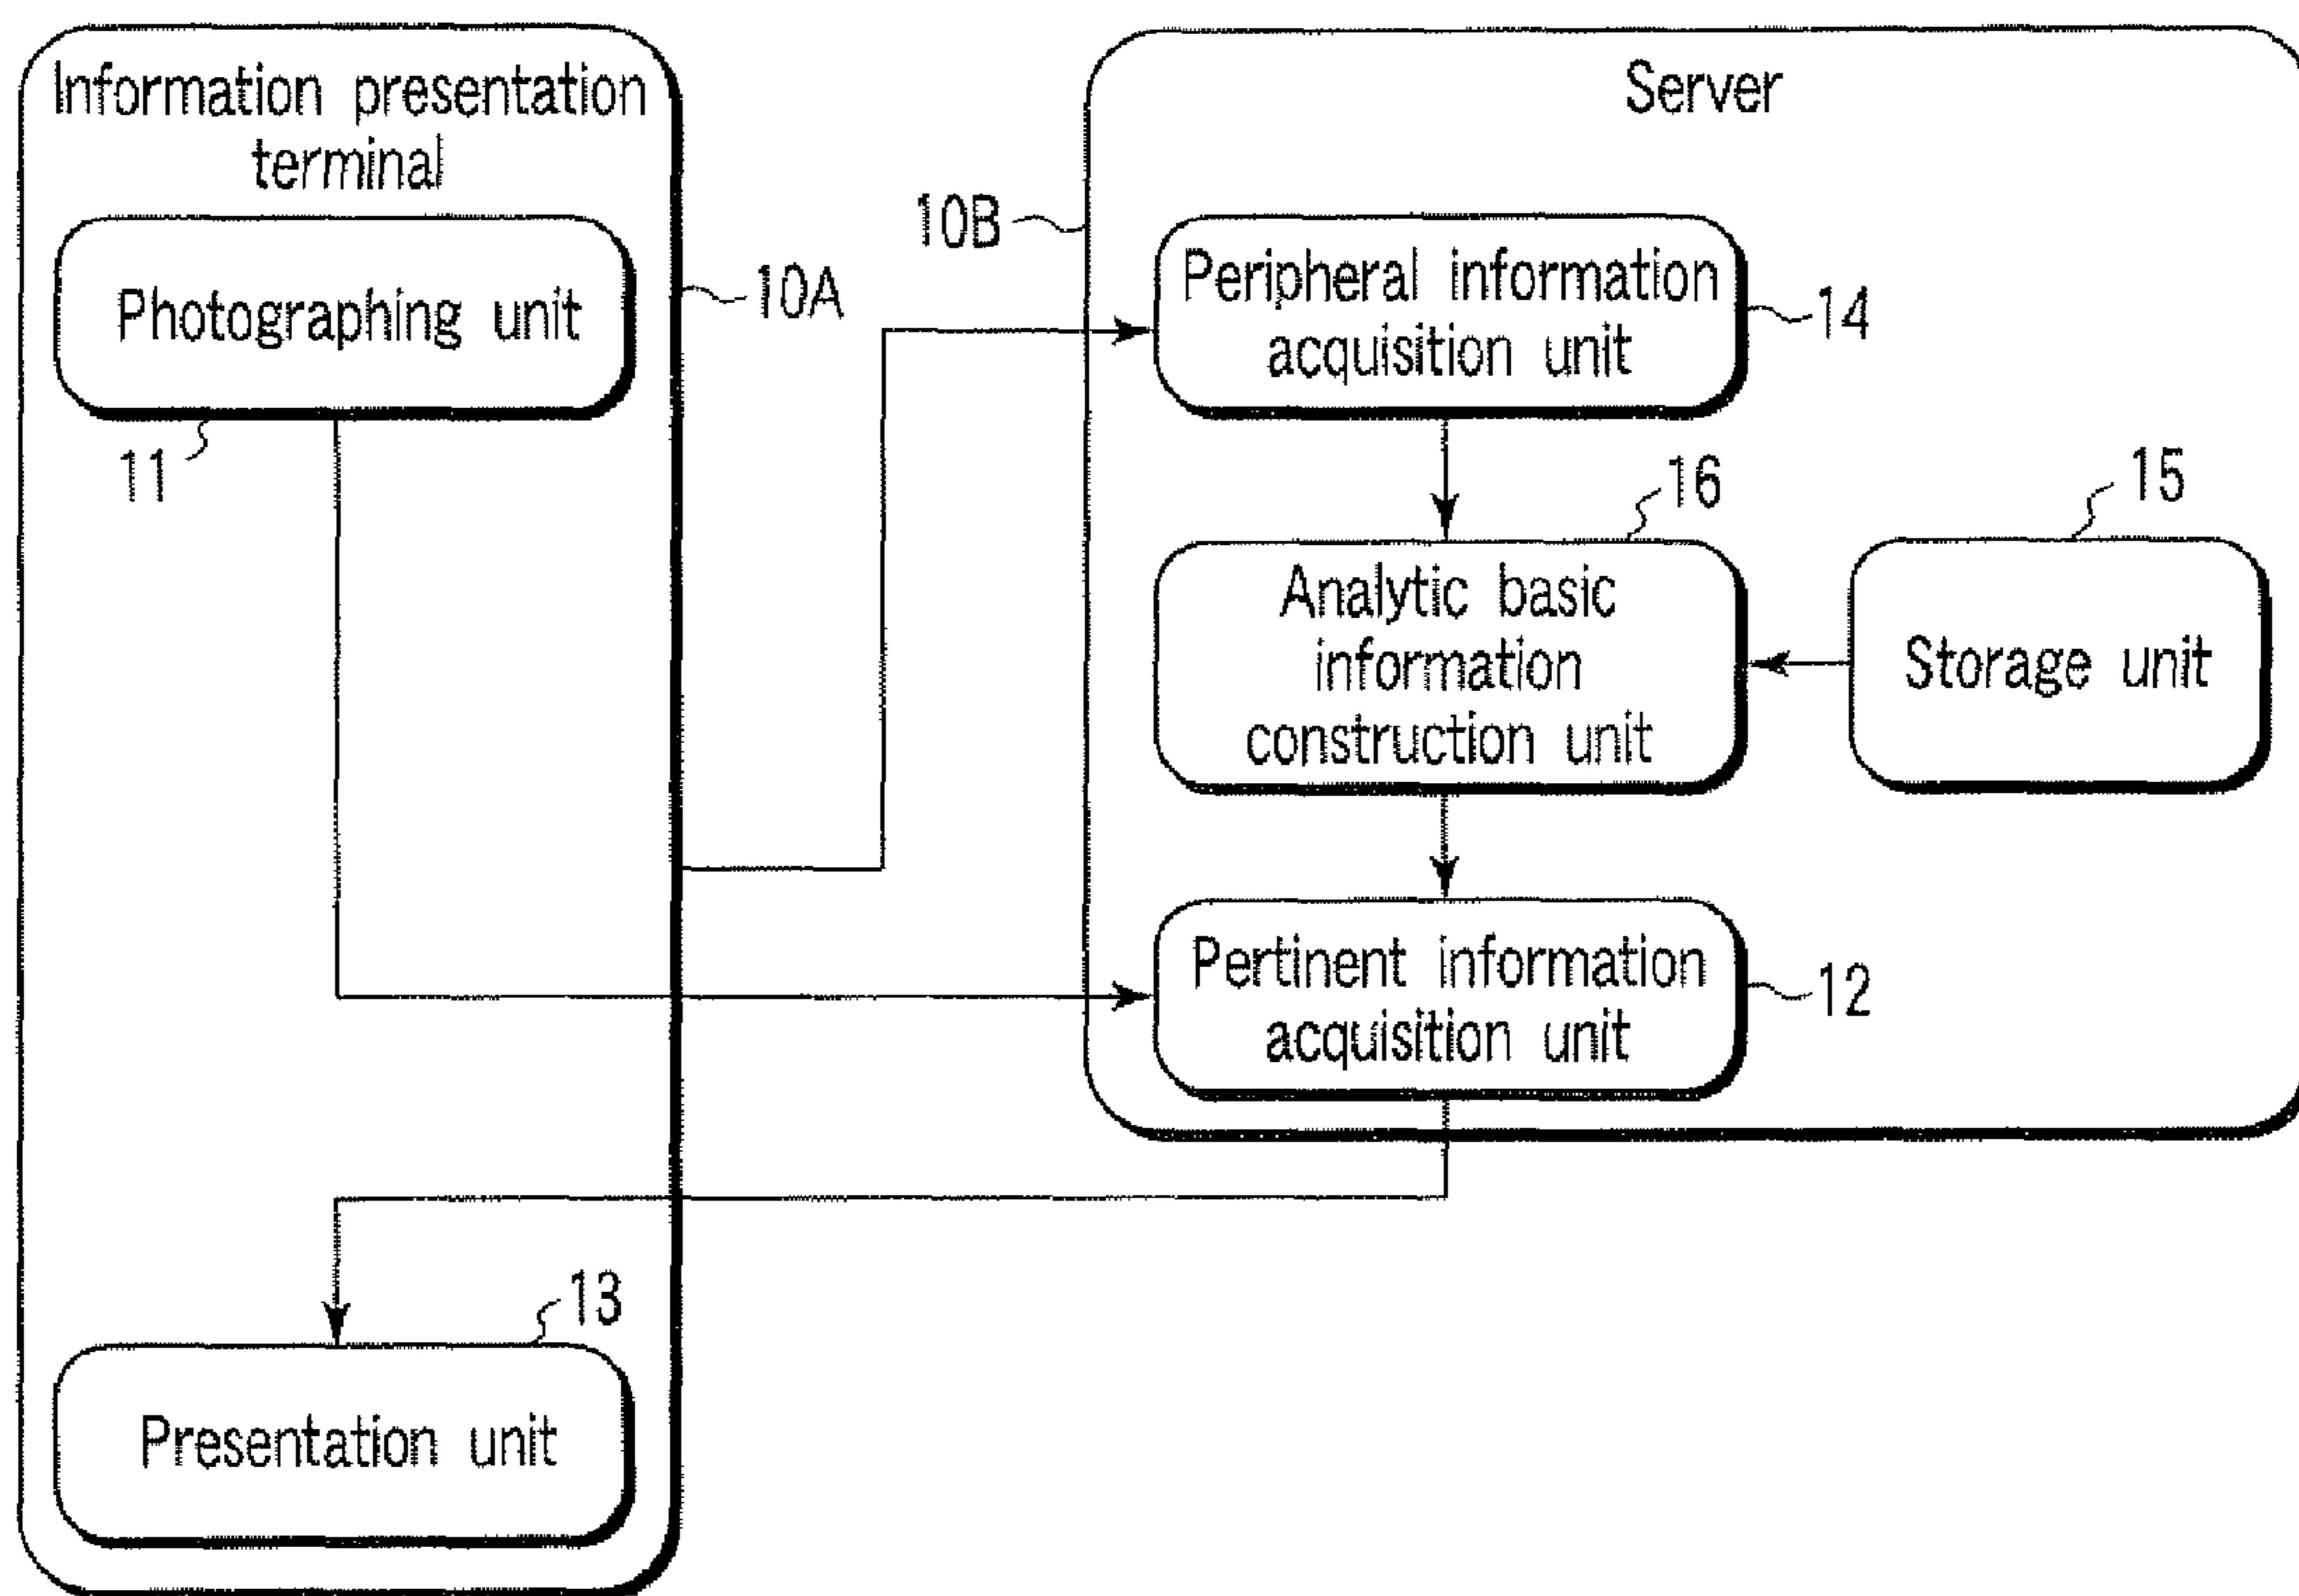 Information presentation
terminal
Photographing unit
11
10A
Server
10B
Peripheral information
acquisition unit
14
16
Analytic basic
information
construction unit
15
Storage unit
Pertinent information
acquisition unit
12
13
Presentation unit